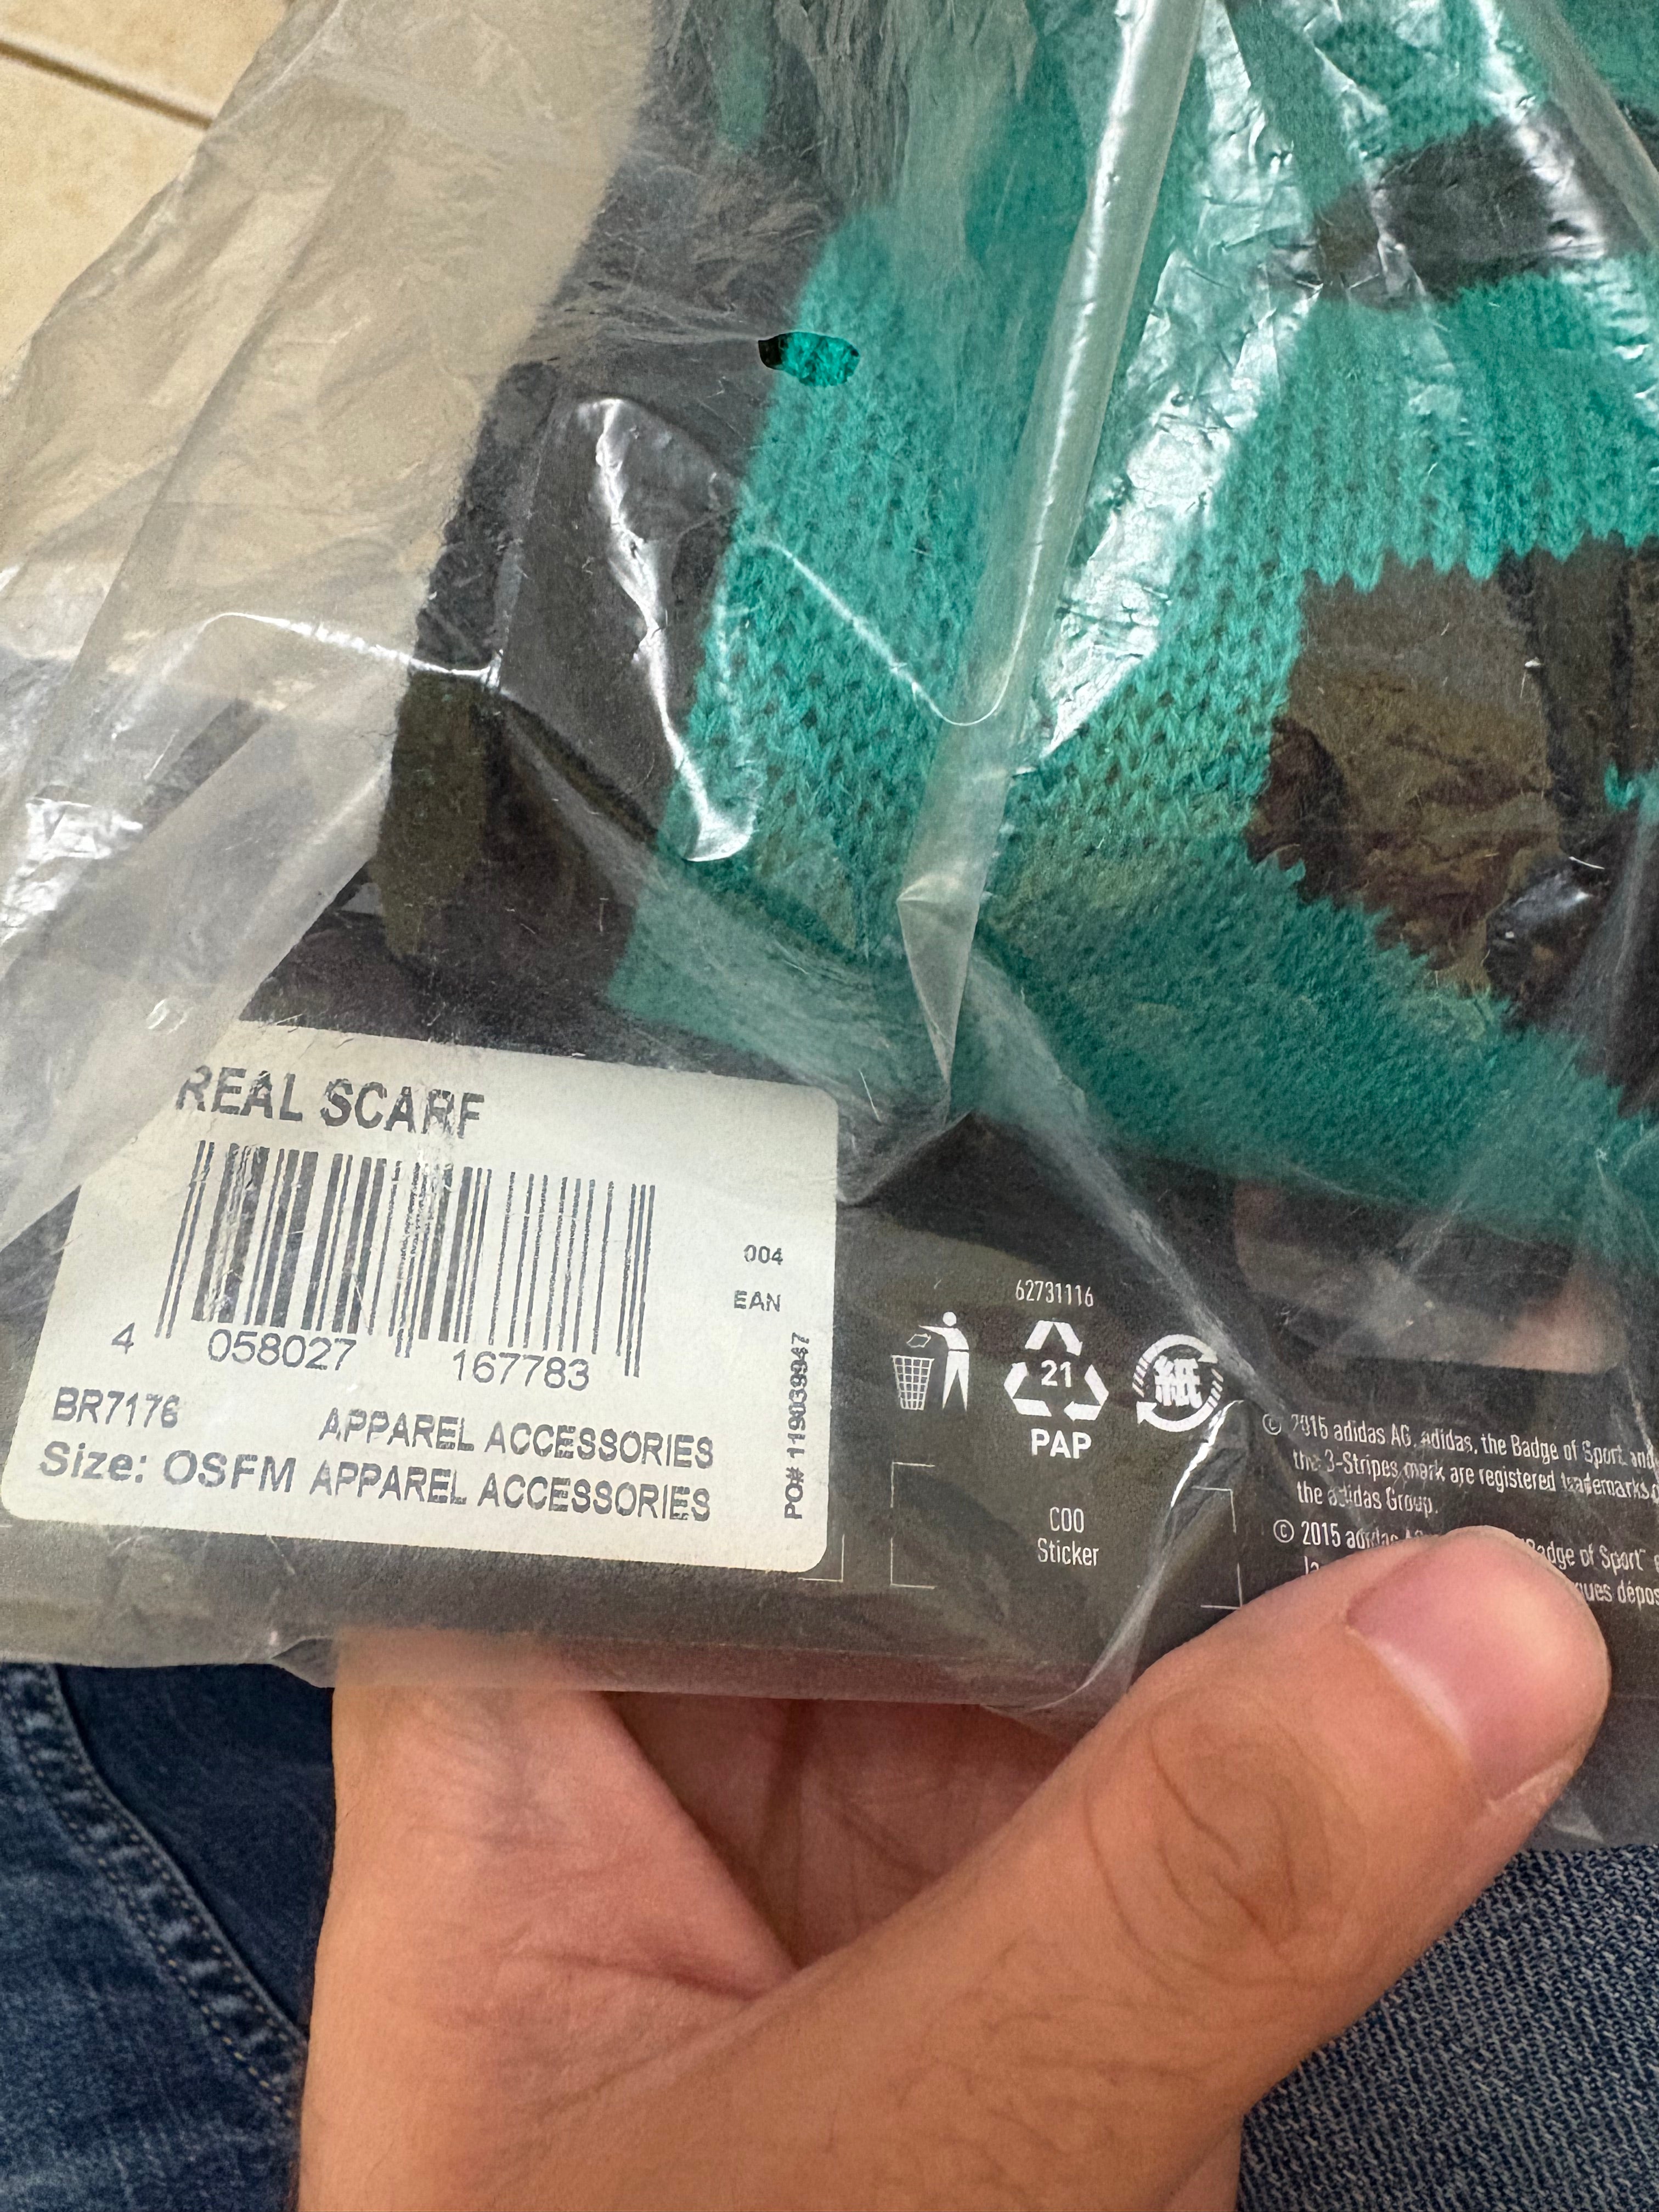 REAL SCARF
004
EAN
4 058027 167783
BR7176
APPAREL ACCESSORIES
Size: OSFM APPAREL ACCESSORIES
PO# 119039947
62731116
21
PAP
紙
COO
Sticker
© 2015 adidas AG. adidas, the Badge of Sport and
the 3-Stripes mark are registered trademarks
the adidas Group.
© 2015 adidas Badge of Sport